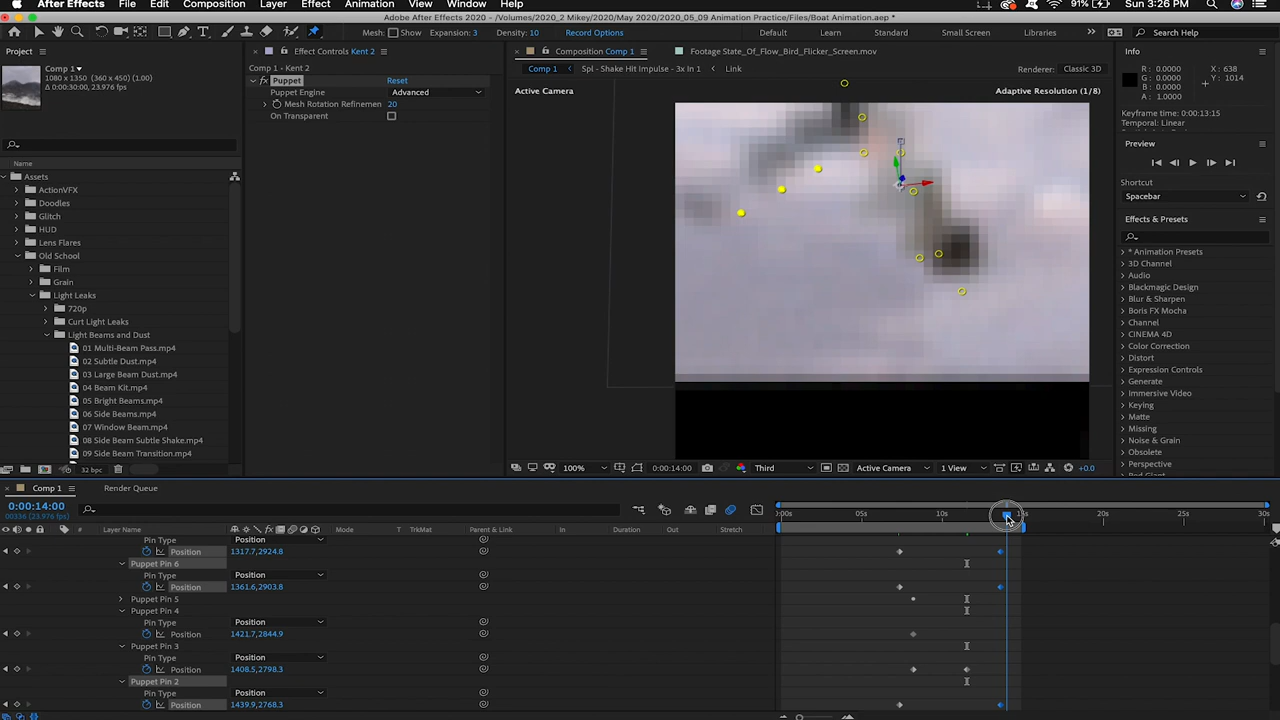 After Effects File Edit Composition Layer Effect Animation View Window Help 91% Sun 3:26 PM
Adobe After Effects 2020 - /Volumes/2020_2 Mikey/2020/May 2020/2020_05_09 Animation Practice/Files/Boat Animation.aep *
Mesh: Show Expansion: 3 Density: 10 Record Options Default Learn Standard Small Screen Libraries Search Help
Project Effect Controls Kent 2 Composition Comp 1 Footage State_Of_Flow_Bird_Flicker_Screen.mov Info
Comp 1
1080 x 1350 (360 x 450) (1.00)
Δ 0:00:30:00, 23.976 fps
Comp 1 - Kent 2
Puppet Reset
Puppet Engine Advanced
Mesh Rotation Refinemen 20
On Transparent
Comp 1 Spl - Shake Hit Impulse - 3x In 1 Link Renderer: Classic 3D
Active Camera Adaptive Resolution (1/8)
R: 0.0000
G: 0.0000
B: 0.0000
A: 1.0000
X: 638
Y: 1014
Keyframe time: 0:00:13:15
Temporal: Linear
Preview
Shortcut
Spacebar
Effects & Presets
* Animation Presets
3D Channel
Audio
Blackmagic Design
Blur & Sharpen
Boris FX Mocha
Channel
CINEMA 4D
Color Correction
Distort
Expression Controls
Generate
Immersive Video
Keying
Matte
Missing
Noise & Grain
Obsolete
Perspective
Name
Assets
ActionVFX
Doodles
Glitch
HUD
Lens Flares
Old School
Film
Grain
Light Leaks
720p
Curt Light Leaks
Light Beams and Dust
01 Multi-Beam Pass.mp4
02 Subtle Dust.mp4
03 Large Beam Dust.mp4
04 Beam Kit.mp4
05 Bright Beams.mp4
06 Side Beams.mp4
07 Window Beam.mp4
08 Side Beam Subtle Shake.mp4
09 Side Beam Transition.mp4
32 bpc
100% 0:00:14:00 Third Active Camera 1 View +0.0
Comp 1 Render Queue
0:00:14:00
00336 (23.976 fps)
:00s 05s 10s 15s 20s 25s 30s
# Layer Name Mode T TrkMat Parent & Link In Out Duration Stretch
Pin Type Position
Position 1317.7,2924.8
Puppet Pin 6
Pin Type Position
Position 1361.6,2903.8
Puppet Pin 5
Puppet Pin 4
Pin Type Position
Position 1421.7,2844.9
Puppet Pin 3
Pin Type Position
Position 1408.5,2798.3
Puppet Pin 2
Pin Type Position
Position 1439.9,2768.3